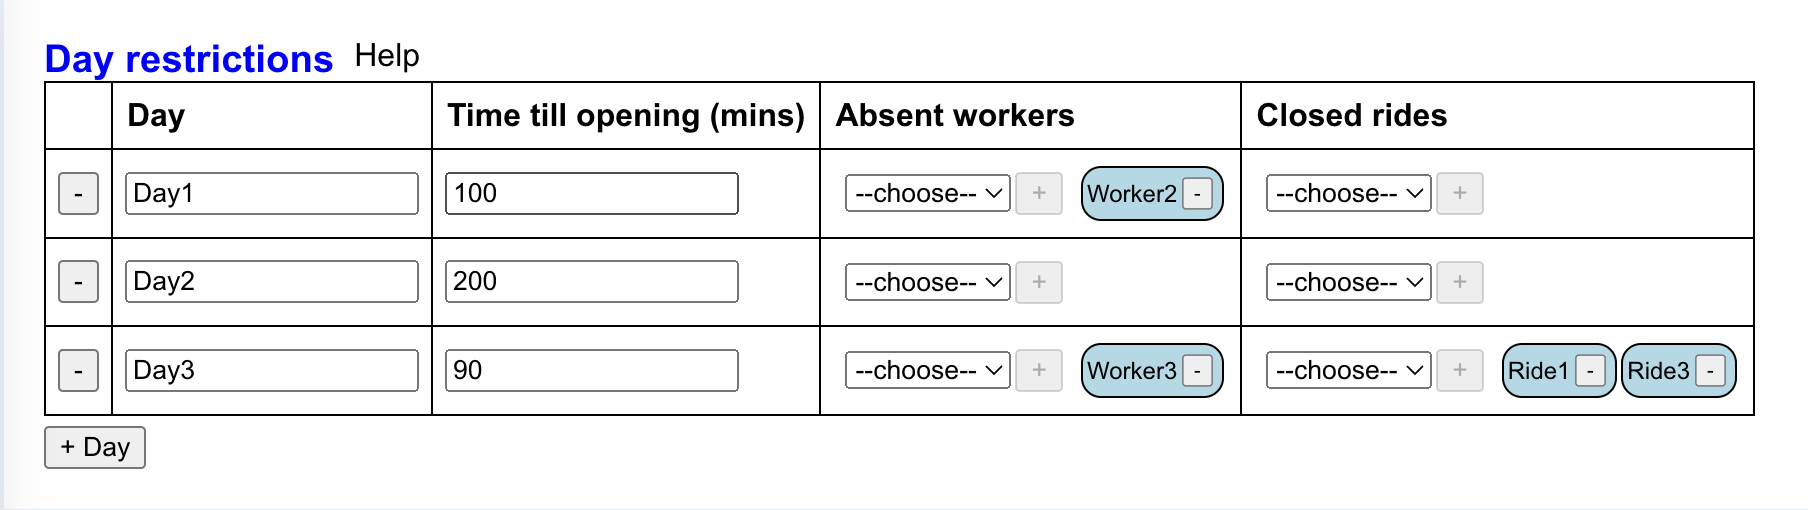 Day restrictions Help
Day Time till opening (mins) Absent workers Closed rides
- Day1 100 --choose-- + Worker2 - --choose-- +
- Day2 200 --choose-- + --choose-- +
- Day3 90 --choose-- + Worker3 - --choose-- + Ride1 - Ride3 -
+ Day